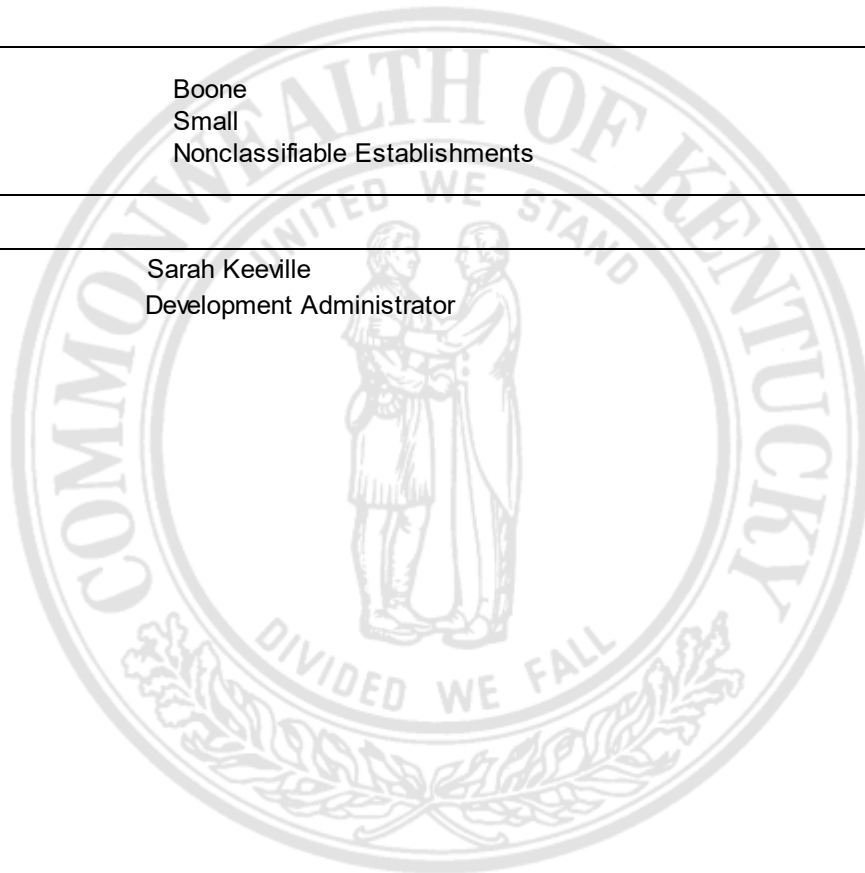 Boone
Small
Nonclassifiable Establishments
Sarah Keeville
Development Administrator
COMMONWEALTH OF KENTUCKY
UNITED WE STAND
DIVIDED WE FALL